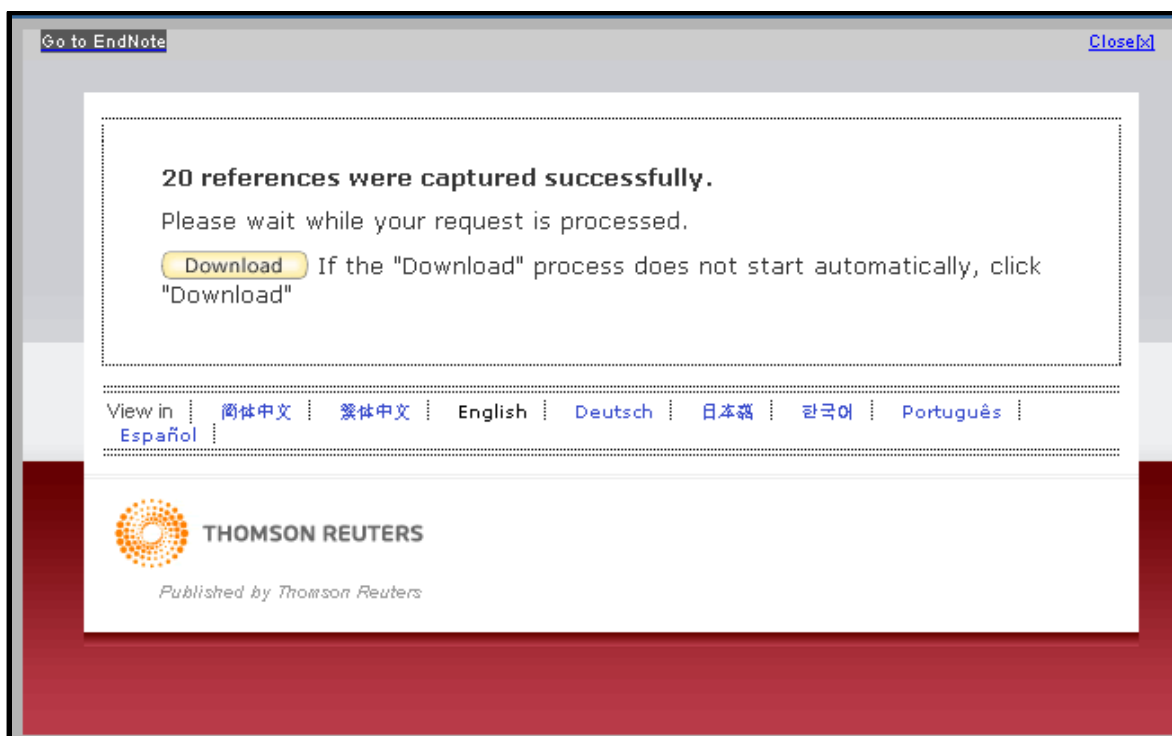 Go to EndNote
Close[x]
20 references were captured successfully.
Please wait while your request is processed.
Download If the "Download" process does not start automatically, click
"Download"
View in 简体中文 繁体中文 English Deutsch 日本語 한국어 Português
Español
THOMSON REUTERS
Published by Thomson Reuters